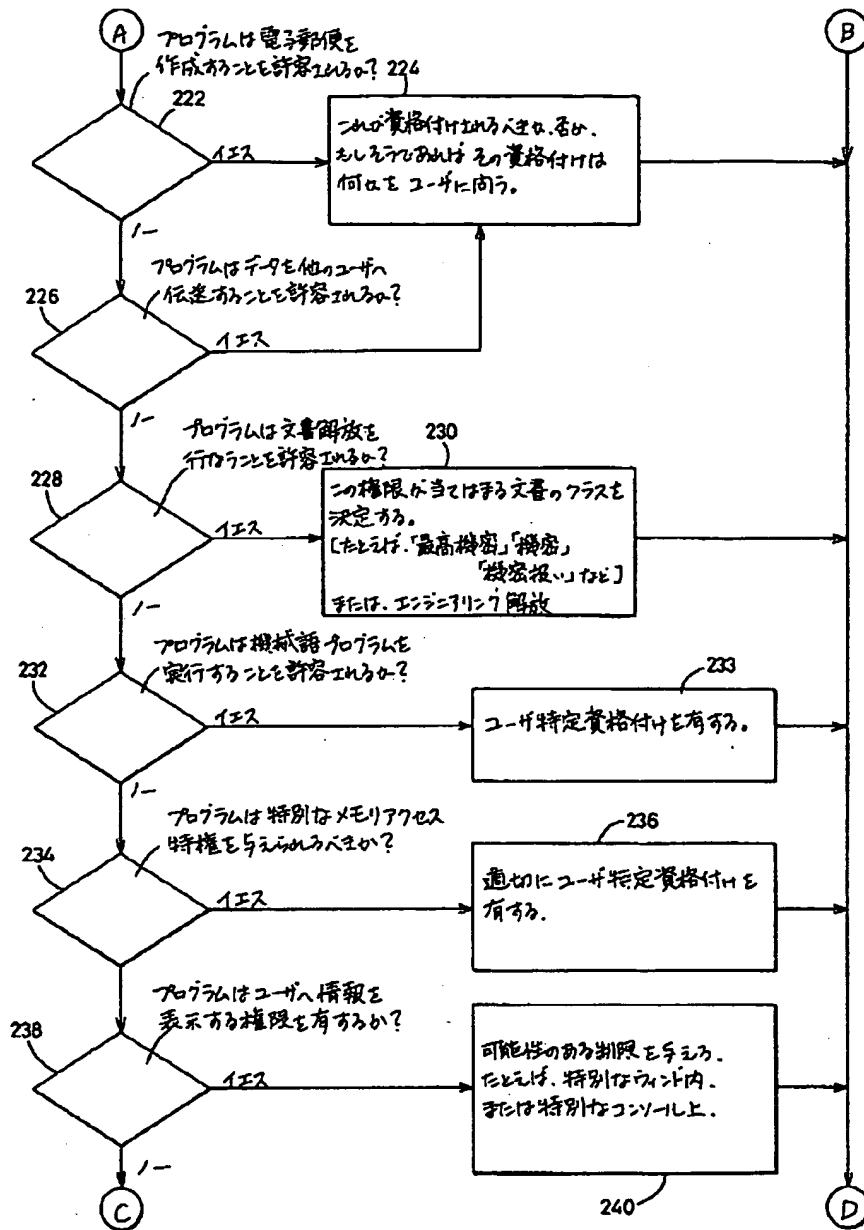 A
プログラムは電子郵便を
作成することを許容されるか?
B
222
224
イエス
これが資格付けされるべきか、否か、
もしそうであればその資格付けは
何かをユーザに問う。
ノー
プログラムはデータを他のユーザへ
伝達することを許容されるか?
226
イエス
ノー
プログラムは文書解放を
行なうことを許容されるか?
228
230
イエス
この権限が当てはまる文書のクラスを
決定する。
[たとえば、「最高機密」「機密」
「機密扱い」など]
または、エンジニアリング解放
ノー
プログラムは機械語プログラムを
実行することを許容されるか?
232
233
イエス
ユーザ特定資格付けを有する。
ノー
プログラムは特別なメモリアクセス
特権を与えられるべきか?
234
236
イエス
適切にユーザ特定資格付けを
有する.
ノー
プログラムはユーザへ情報を
表示する権限を有するか?
238
イエス
可能性のある制限を与える.
たとえば、特別なウィンド内、
または特別なコンソール上.
240
ノー
C
D